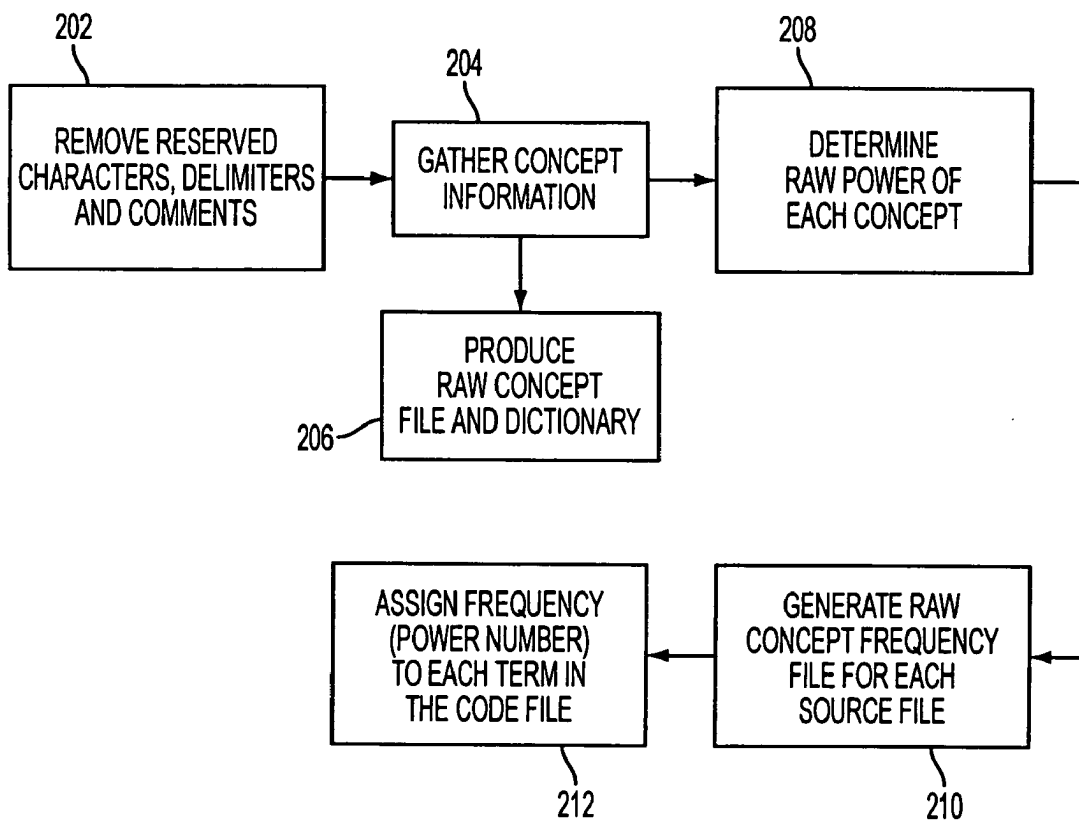 202
REMOVE RESERVED
CHARACTERS, DELIMITERS
AND COMMENTS
204
GATHER CONCEPT
INFORMATION
208
DETERMINE
RAW POWER OF
EACH CONCEPT
PRODUCE
RAW CONCEPT
FILE AND DICTIONARY
206
ASSIGN FREQUENCY
(POWER NUMBER)
TO EACH TERM IN
THE CODE FILE
212
GENERATE RAW
CONCEPT FREQUENCY
FILE FOR EACH
SOURCE FILE
210